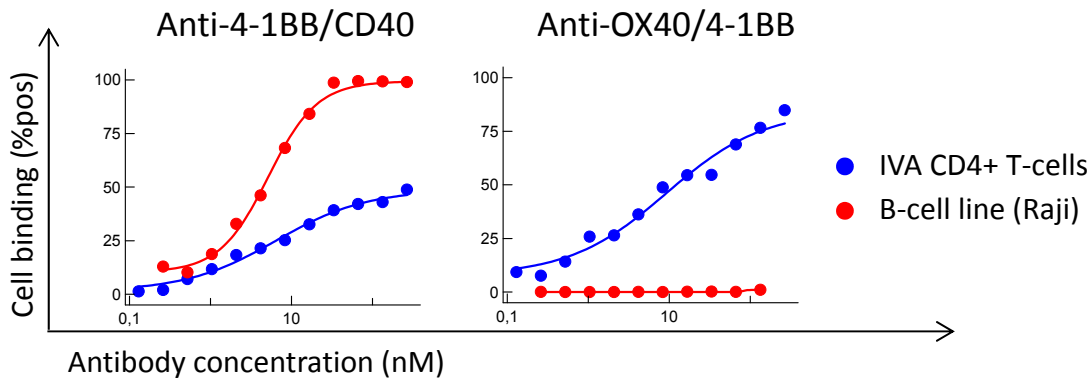 Anti-4-1BB/CD40
Anti-OX40/4-1BB
Cell binding (%pos)
100
75
50
25
0
0,1
10
100
75
50
25
0
0,1
10
IVA CD4+ T-cells
B-cell line (Raji)
Antibody concentration (nM)